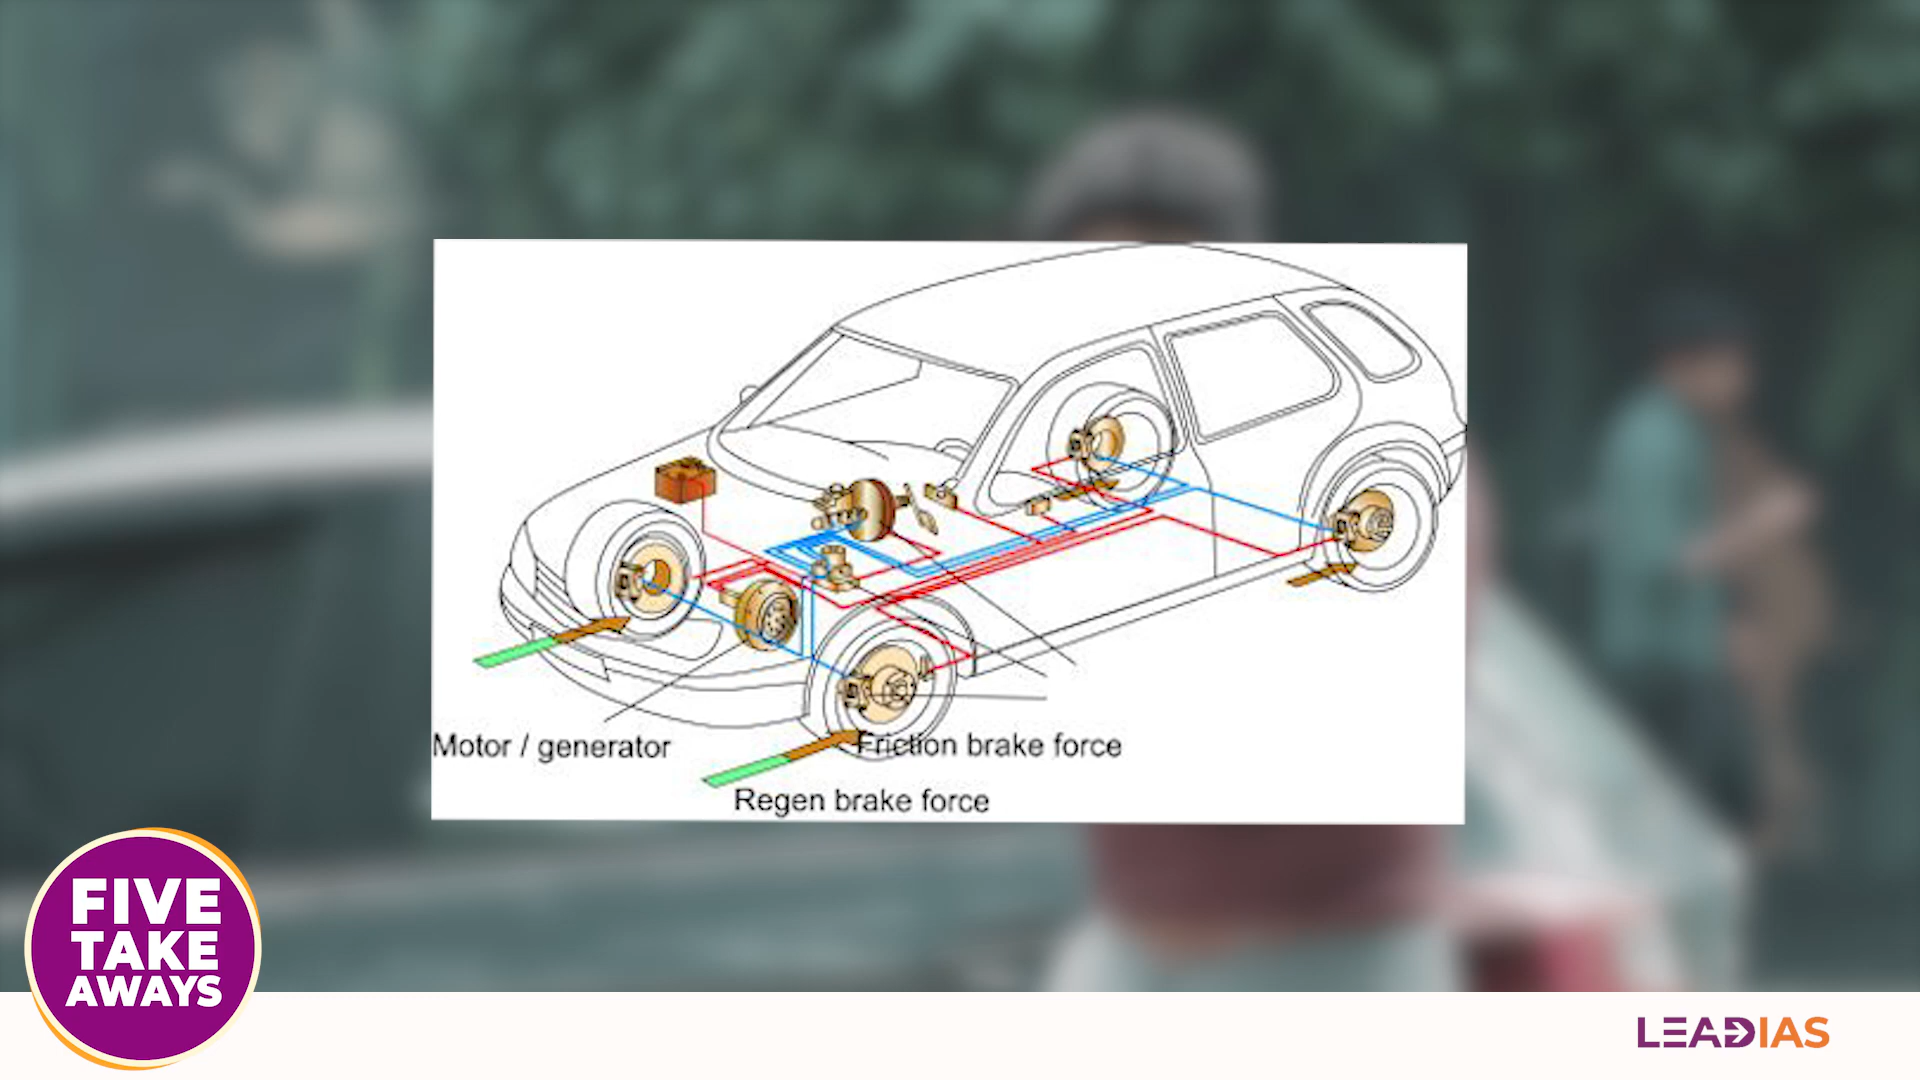 Motor / generator
Friction brake force
Regen brake force
FIVE
TAKE
AWAYS
LEADIAS